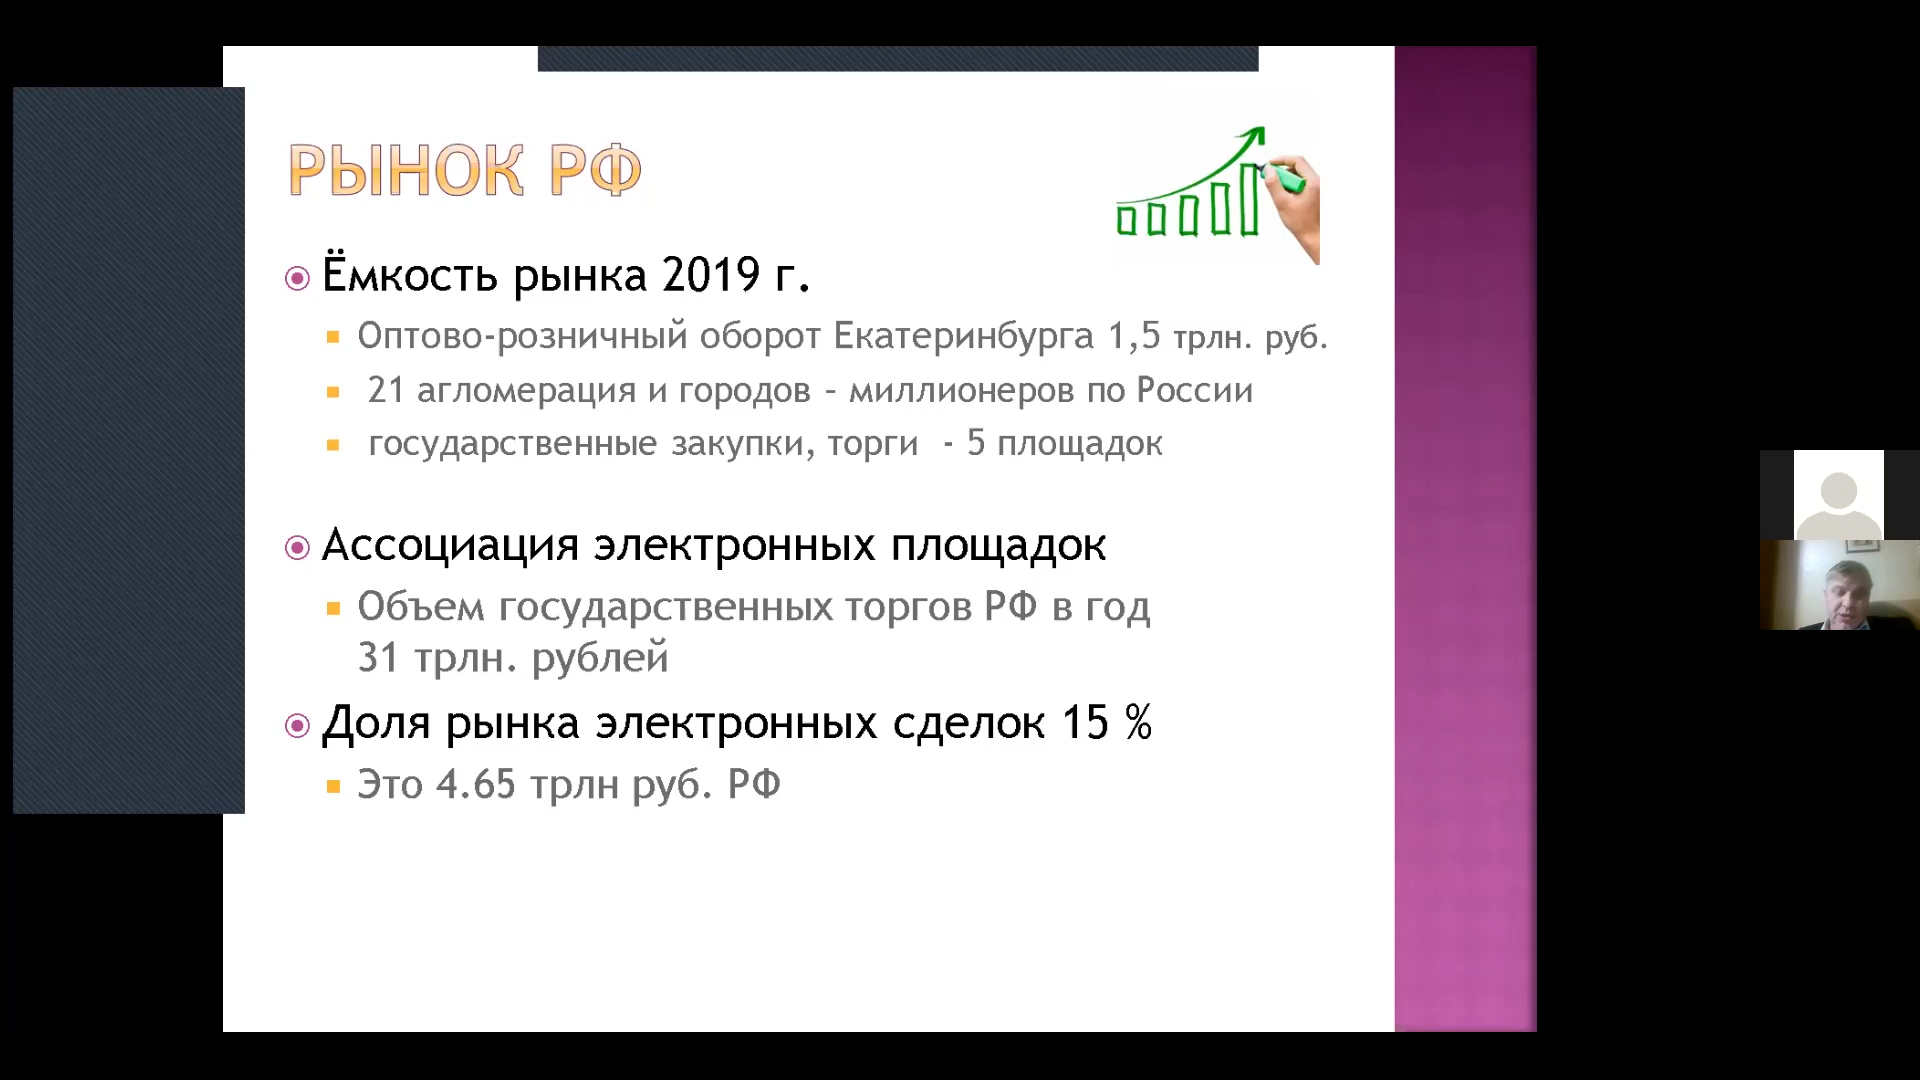 РЫНОК РФ
Ёмкость рынка 2019 г.
Оптово-розничный оборот Екатеринбурга 1,5 трлн. руб.
21 агломерация и городов – миллионеров по России
государственные закупки, торги - 5 площадок
Ассоциация электронных площадок
Объем государственных торгов РФ в год
31 трлн. рублей
Доля рынка электронных сделок 15 %
Это 4.65 трлн руб. РФ